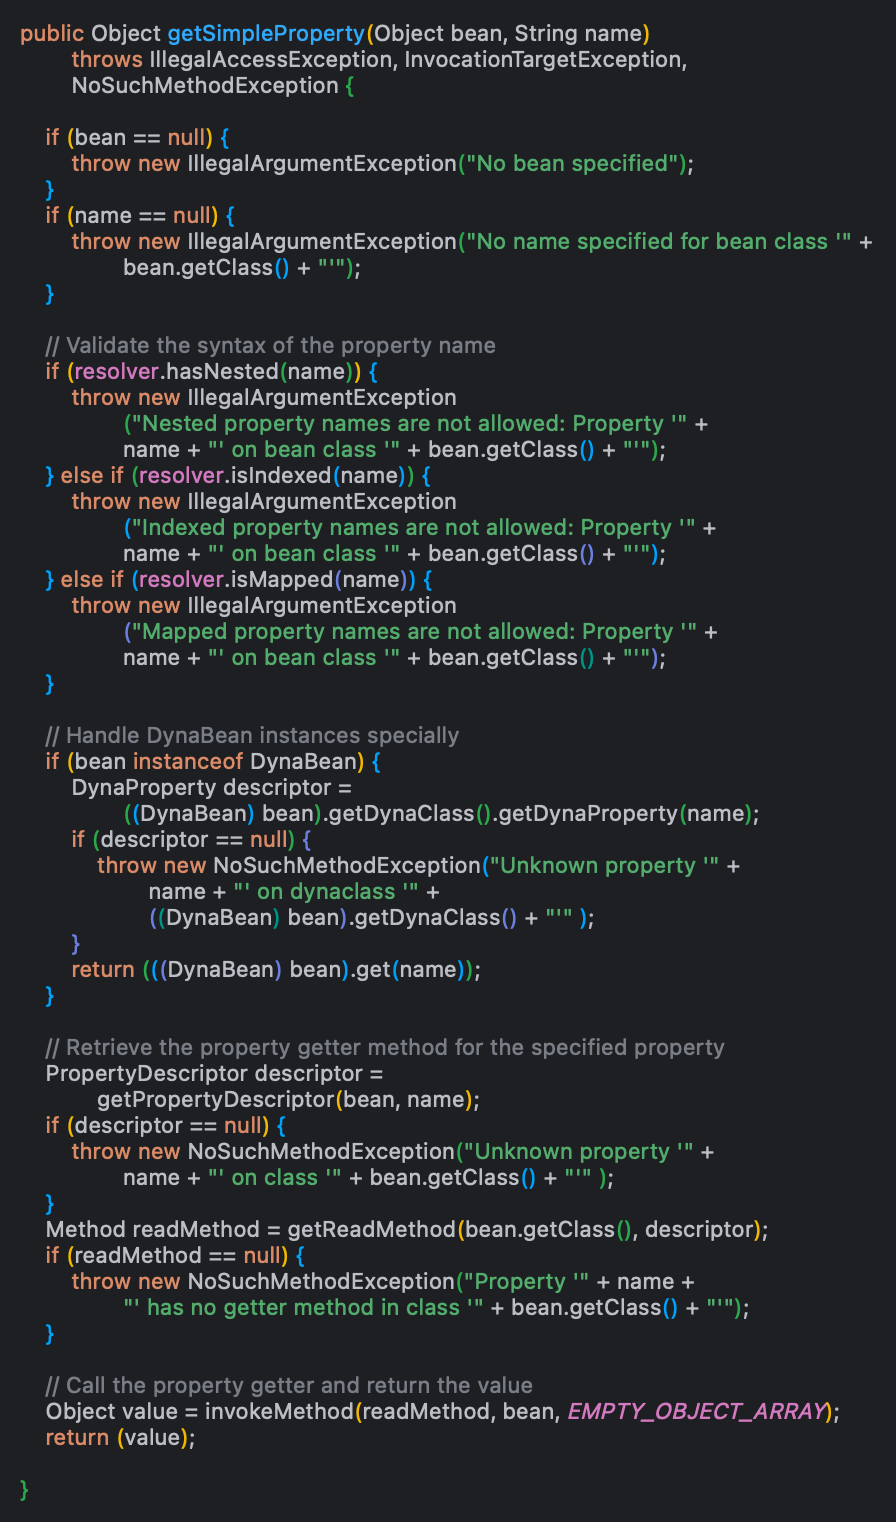 public Object getSimpleProperty(Object bean, String name)
throws IllegalAccessException, InvocationTargetException,
NoSuchMethodException {
if (bean == null) {
throw new IllegalArgumentException("No bean specified");
}
if (name == null) {
throw new IllegalArgumentException("No name specified for bean class '" +
bean.getClass() + "'");
}
// Validate the syntax of the property name
if (resolver.hasNested(name)) {
throw new IllegalArgumentException
("Nested property names are not allowed: Property '" +
name + "' on bean class '" + bean.getClass() + "'");
} else if (resolver.isIndexed(name)) {
throw new IllegalArgumentException
("Indexed property names are not allowed: Property '" +
name + "' on bean class '" + bean.getClass() + "'");
} else if (resolver.isMapped(name)) {
throw new IllegalArgumentException
("Mapped property names are not allowed: Property '" +
name + "' on bean class '" + bean.getClass() + "'");
}
// Handle DynaBean instances specially
if (bean instanceof DynaBean) {
DynaProperty descriptor =
((DynaBean) bean).getDynaClass().getDynaProperty(name);
if (descriptor == null) {
throw new NoSuchMethodException("Unknown property '" +
name + "' on dynaclass '" +
((DynaBean) bean).getDynaClass() + "'" );
}
return (((DynaBean) bean).get(name));
}
// Retrieve the property getter method for the specified property
PropertyDescriptor descriptor =
getPropertyDescriptor(bean, name);
if (descriptor == null) {
throw new NoSuchMethodException("Unknown property '" +
name + "' on class '" + bean.getClass() + "'" );
}
Method readMethod = getReadMethod(bean.getClass(), descriptor);
if (readMethod == null) {
throw new NoSuchMethodException("Property '" + name +
"' has no getter method in class '" + bean.getClass() + "'");
}
// Call the property getter and return the value
Object value = invokeMethod(readMethod, bean, EMPTY_OBJECT_ARRAY);
return (value);
}